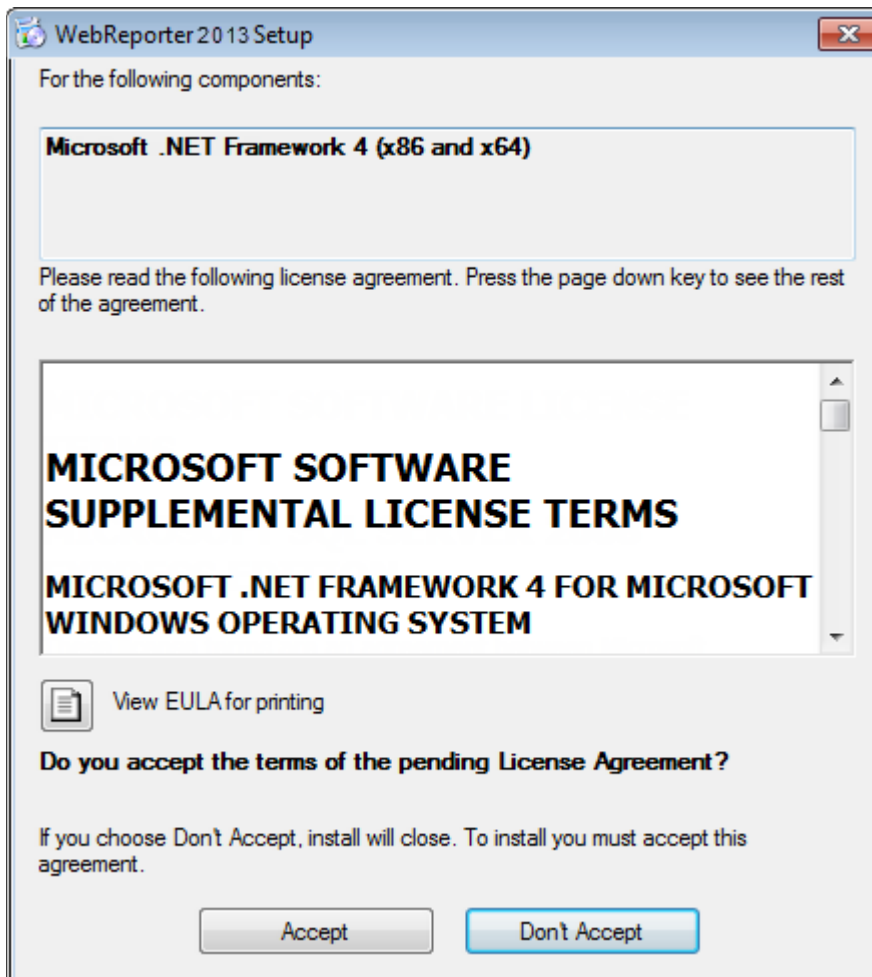 WebReporter 2013 Setup
For the following components:
Microsoft .NET Framework 4 (x86 and x64)
Please read the following license agreement. Press the page down key to see the rest
of the agreement.
MICROSOFT SOFTWARE
SUPPLEMENTAL LICENSE TERMS
MICROSOFT .NET FRAMEWORK 4 FOR MICROSOFT
WINDOWS OPERATING SYSTEM
View EULA for printing
Do you accept the terms of the pending License Agreement?
If you choose Don't Accept, install will close. To install you must accept this
agreement.
Accept
Don't Accept